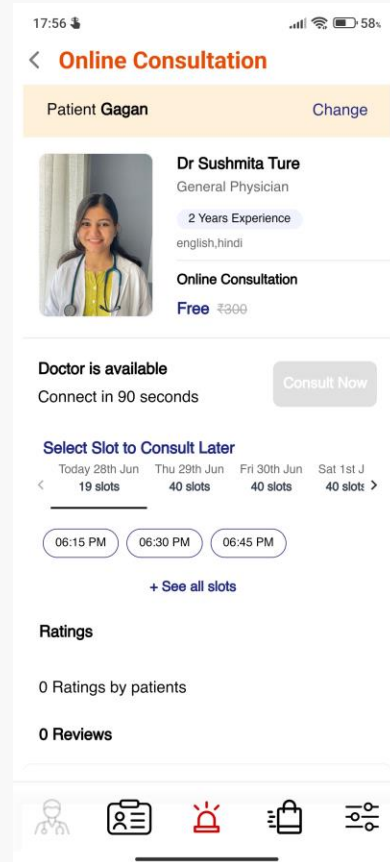 17:56 58%
Online Consultation
Patient Gagan Change
Dr Sushmita Ture
General Physician
2 Years Experience
english,hindi
Online Consultation
Free ₹300
Doctor is available
Connect in 90 seconds
Consult Now
Select Slot to Consult Later
Today 28th Jun Thu 29th Jun Fri 30th Jun Sat 1st J
19 slots 40 slots 40 slots 40 slots
06:15 PM 06:30 PM 06:45 PM
+ See all slots
Ratings
0 Ratings by patients
0 Reviews